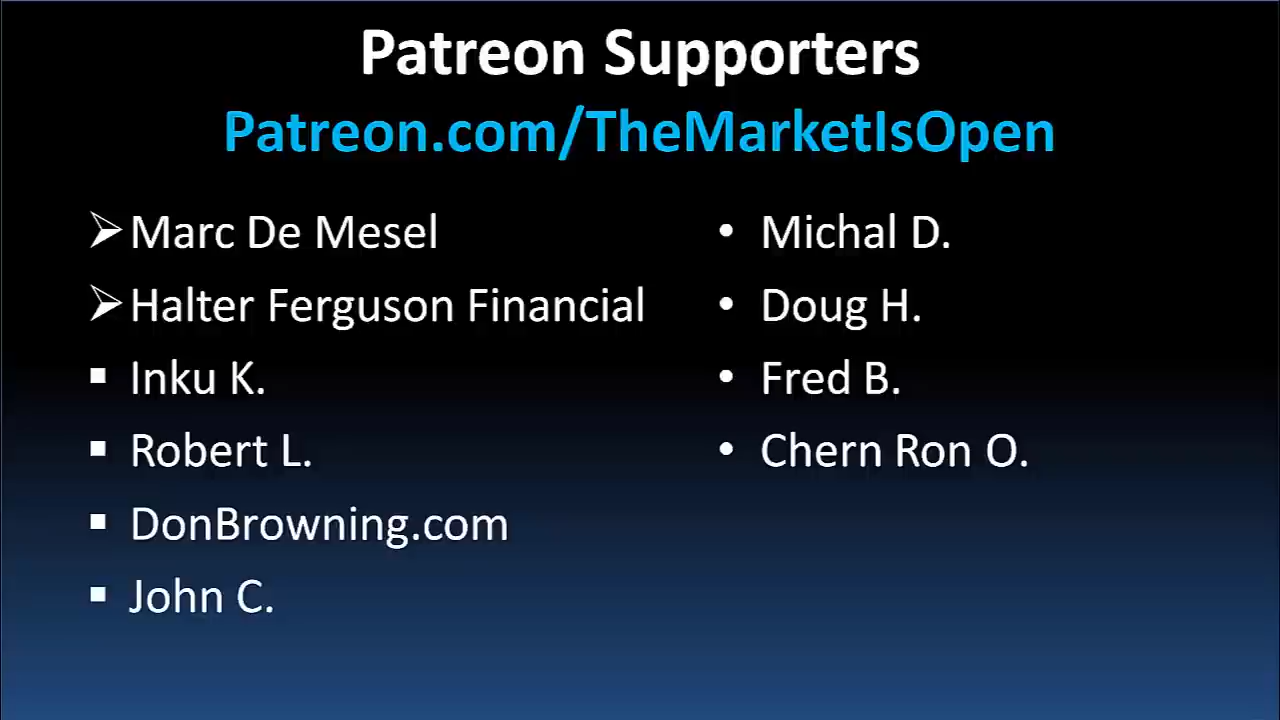 Patreon Supporters
Patreon.com/TheMarketIsOpen
Marc De Mesel
Halter Ferguson Financial
Inku K.
Robert L.
DonBrowning.com
John C.
Michal D.
Doug H.
Fred B.
Chern Ron O.